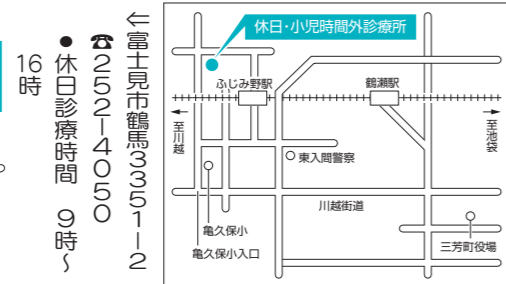 ←富士見市鶴馬3351-2
☎252-4050
●休日診療時間 9時~
16時
休日・小児時間外診療所
ふじみ野駅
鶴瀬駅
←至川越
→至池袋
東入間警察
川越街道
亀久保小
亀久保小入口
三芳町役場